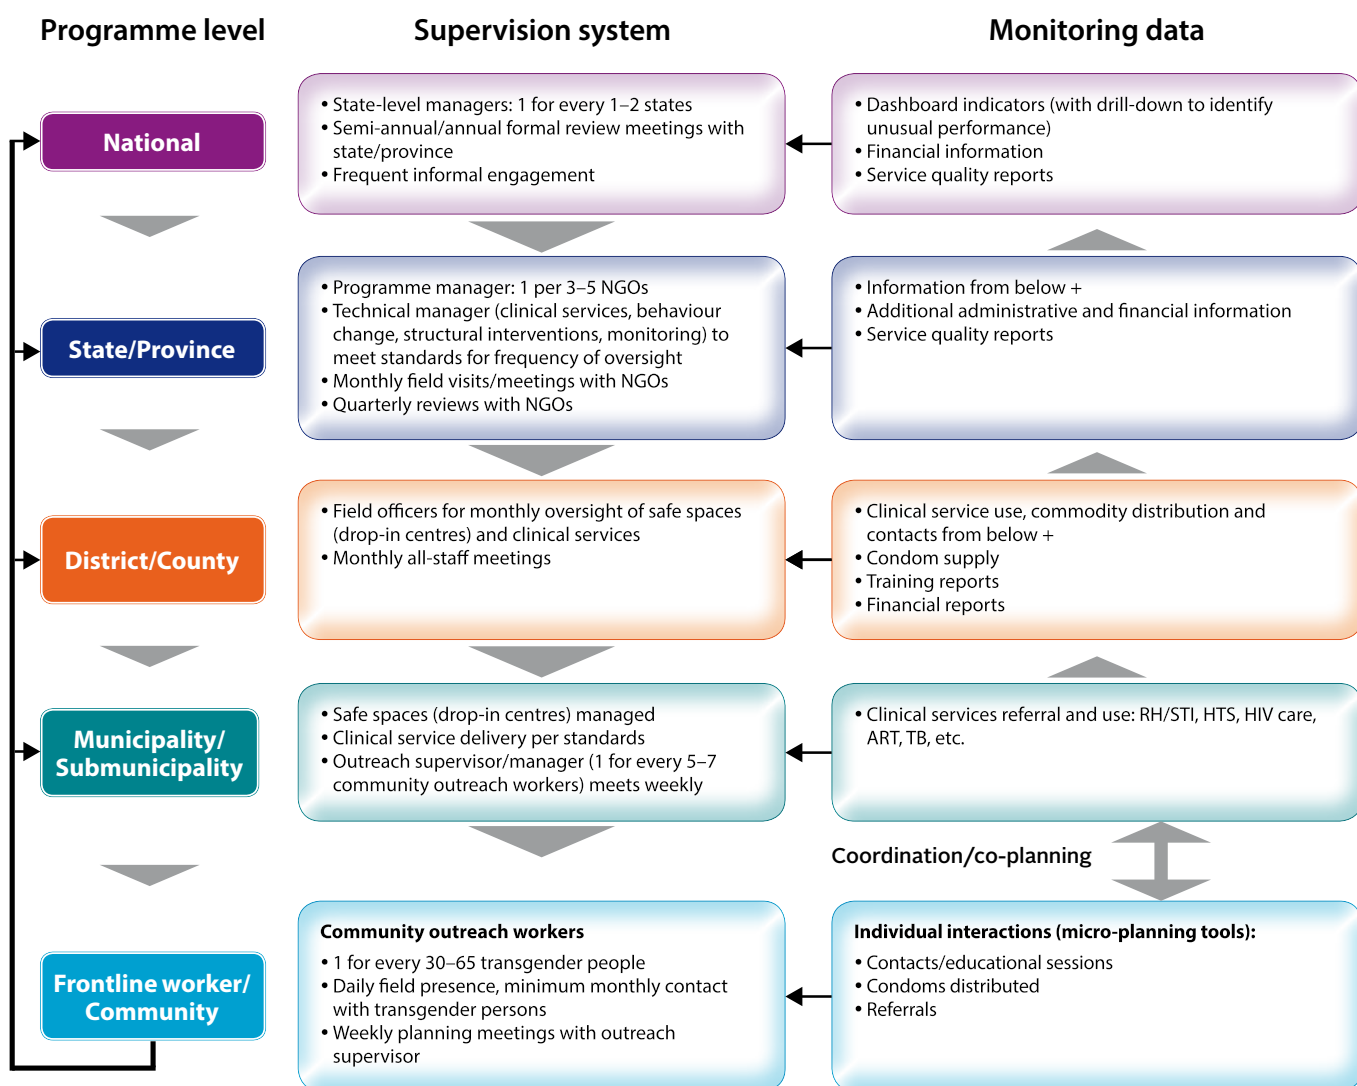 Programme level
Supervision system
Monitoring data
National
• State-level managers: 1 for every 1–2 states
• Semi-annual/annual formal review meetings with
state/province
• Frequent informal engagement
• Dashboard indicators (with drill-down to identify
unusual performance)
• Financial information
• Service quality reports
State/Province
• Programme manager: 1 per 3–5 NGOs
• Technical manager (clinical services, behaviour
change, structural interventions, monitoring) to
meet standards for frequency of oversight
• Monthly field visits/meetings with NGOs
• Quarterly reviews with NGOs
• Information from below +
• Additional administrative and financial information
• Service quality reports
District/County
• Field officers for monthly oversight of safe spaces
(drop-in centres) and clinical services
• Monthly all-staff meetings
• Clinical service use, commodity distribution and
contacts from below +
• Condom supply
• Training reports
• Financial reports
Municipality/
Submunicipality
• Safe spaces (drop-in centres) managed
• Clinical service delivery per standards
• Outreach supervisor/manager (1 for every 5–7
community outreach workers) meets weekly
• Clinical services referral and use: RH/STI, HTS, HIV care,
ART, TB, etc.
Coordination/co-planning
Frontline worker/
Community
Community outreach workers
• 1 for every 30–65 transgender people
• Daily field presence, minimum monthly contact
with transgender persons
• Weekly planning meetings with outreach
supervisor
Individual interactions (micro-planning tools):
• Contacts/educational sessions
• Condoms distributed
• Referrals